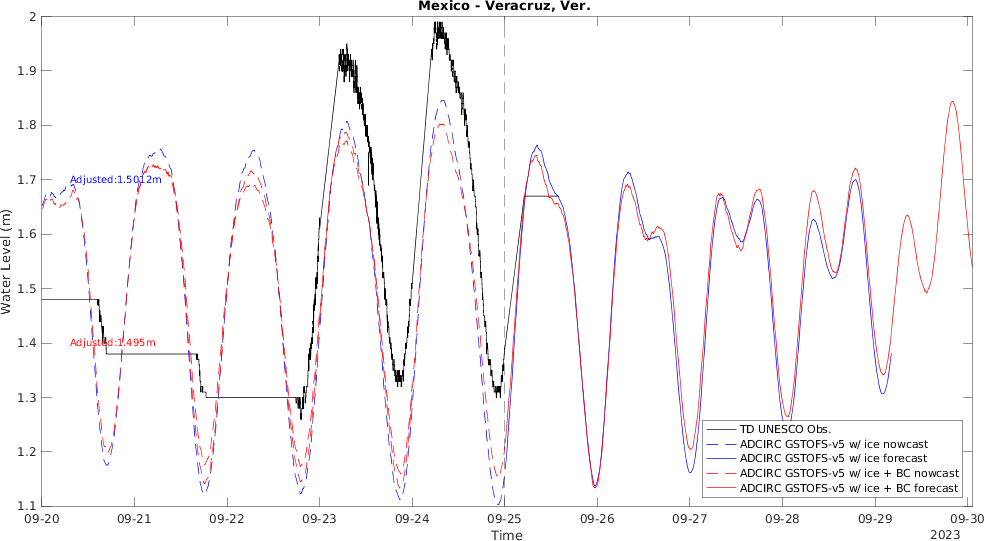 Mexico - Veracruz, Ver.
2
1.9
1.8
1.7
1.6
1.5
1.4
1.3
1.2
1.1
Water Level (m)
Adjusted:1.5012m
Adjusted:1.495m
TD UNESCO Obs.
ADCIRC GSTOFS-v5 w/ ice nowcast
ADCIRC GSTOFS-v5 w/ ice forecast
ADCIRC GSTOFS-v5 w/ ice + BC nowcast
ADCIRC GSTOFS-v5 w/ ice + BC forecast
09-20 09-21 09-22 09-23 09-24 09-25 09-26 09-27 09-28 09-29 09-30
Time
2023